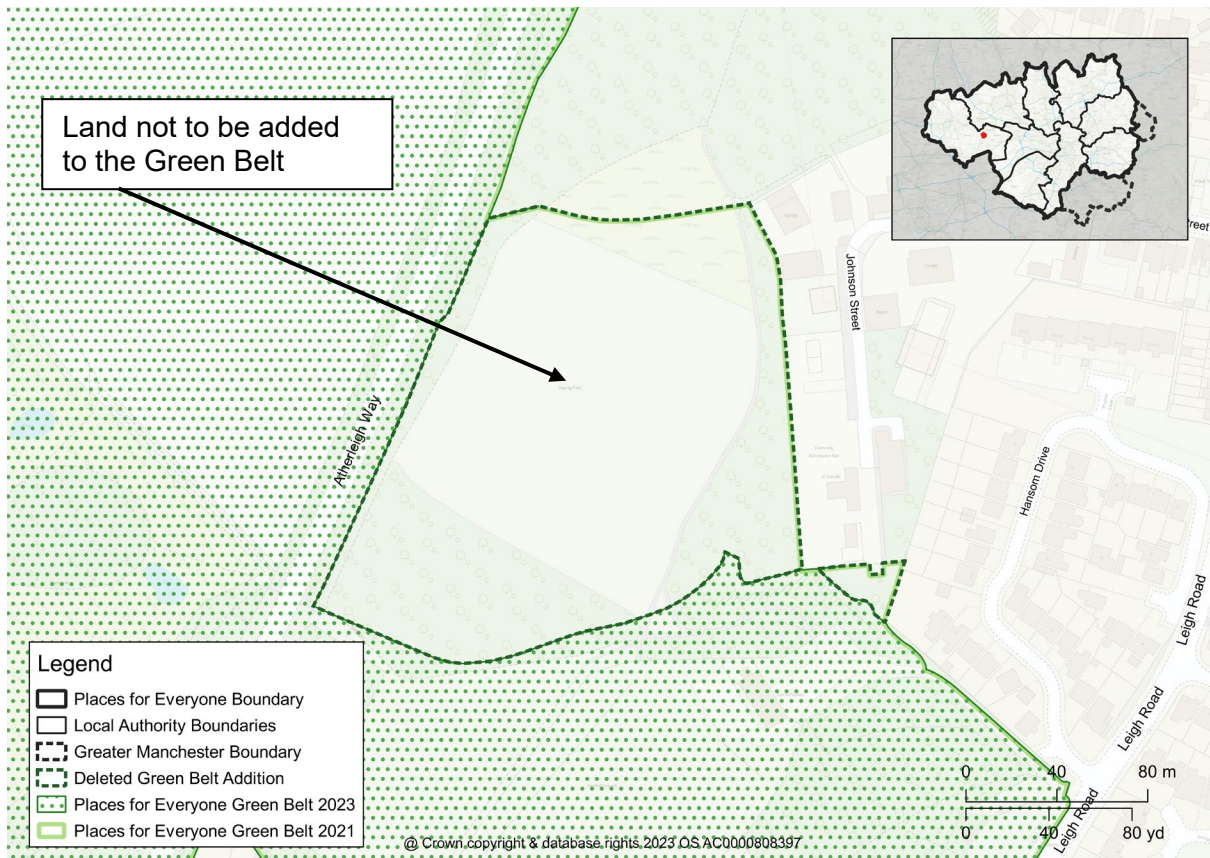 Land not to be added
to the Green Belt
Street
Johnson Street
Atherleigh Way
Hansom Drive
Leigh Road
Leigh Road
Leigh Road
Legend
Places for Everyone Boundary
Local Authority Boundaries
Greater Manchester Boundary
Deleted Green Belt Addition
Places for Everyone Green Belt 2023
Places for Everyone Green Belt 2021
0 40 80 m
0 40 80 yd
@ Crown copyright & database rights 2023 OS AC0000808397